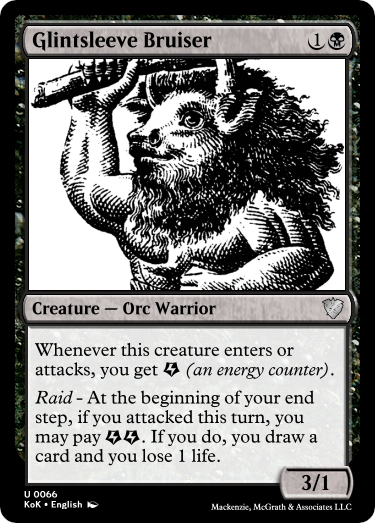 Glintsleeve Bruiser 1
Creature — Orc Warrior
Whenever this creature enters or
attacks, you get (an energy counter).
Raid - At the beginning of your end
step, if you attacked this turn, you
may pay . If you do, you draw a
card and you lose 1 life.
3/1
U 0066
KoK • English
Mackenzie, McGrath & Associates LLC